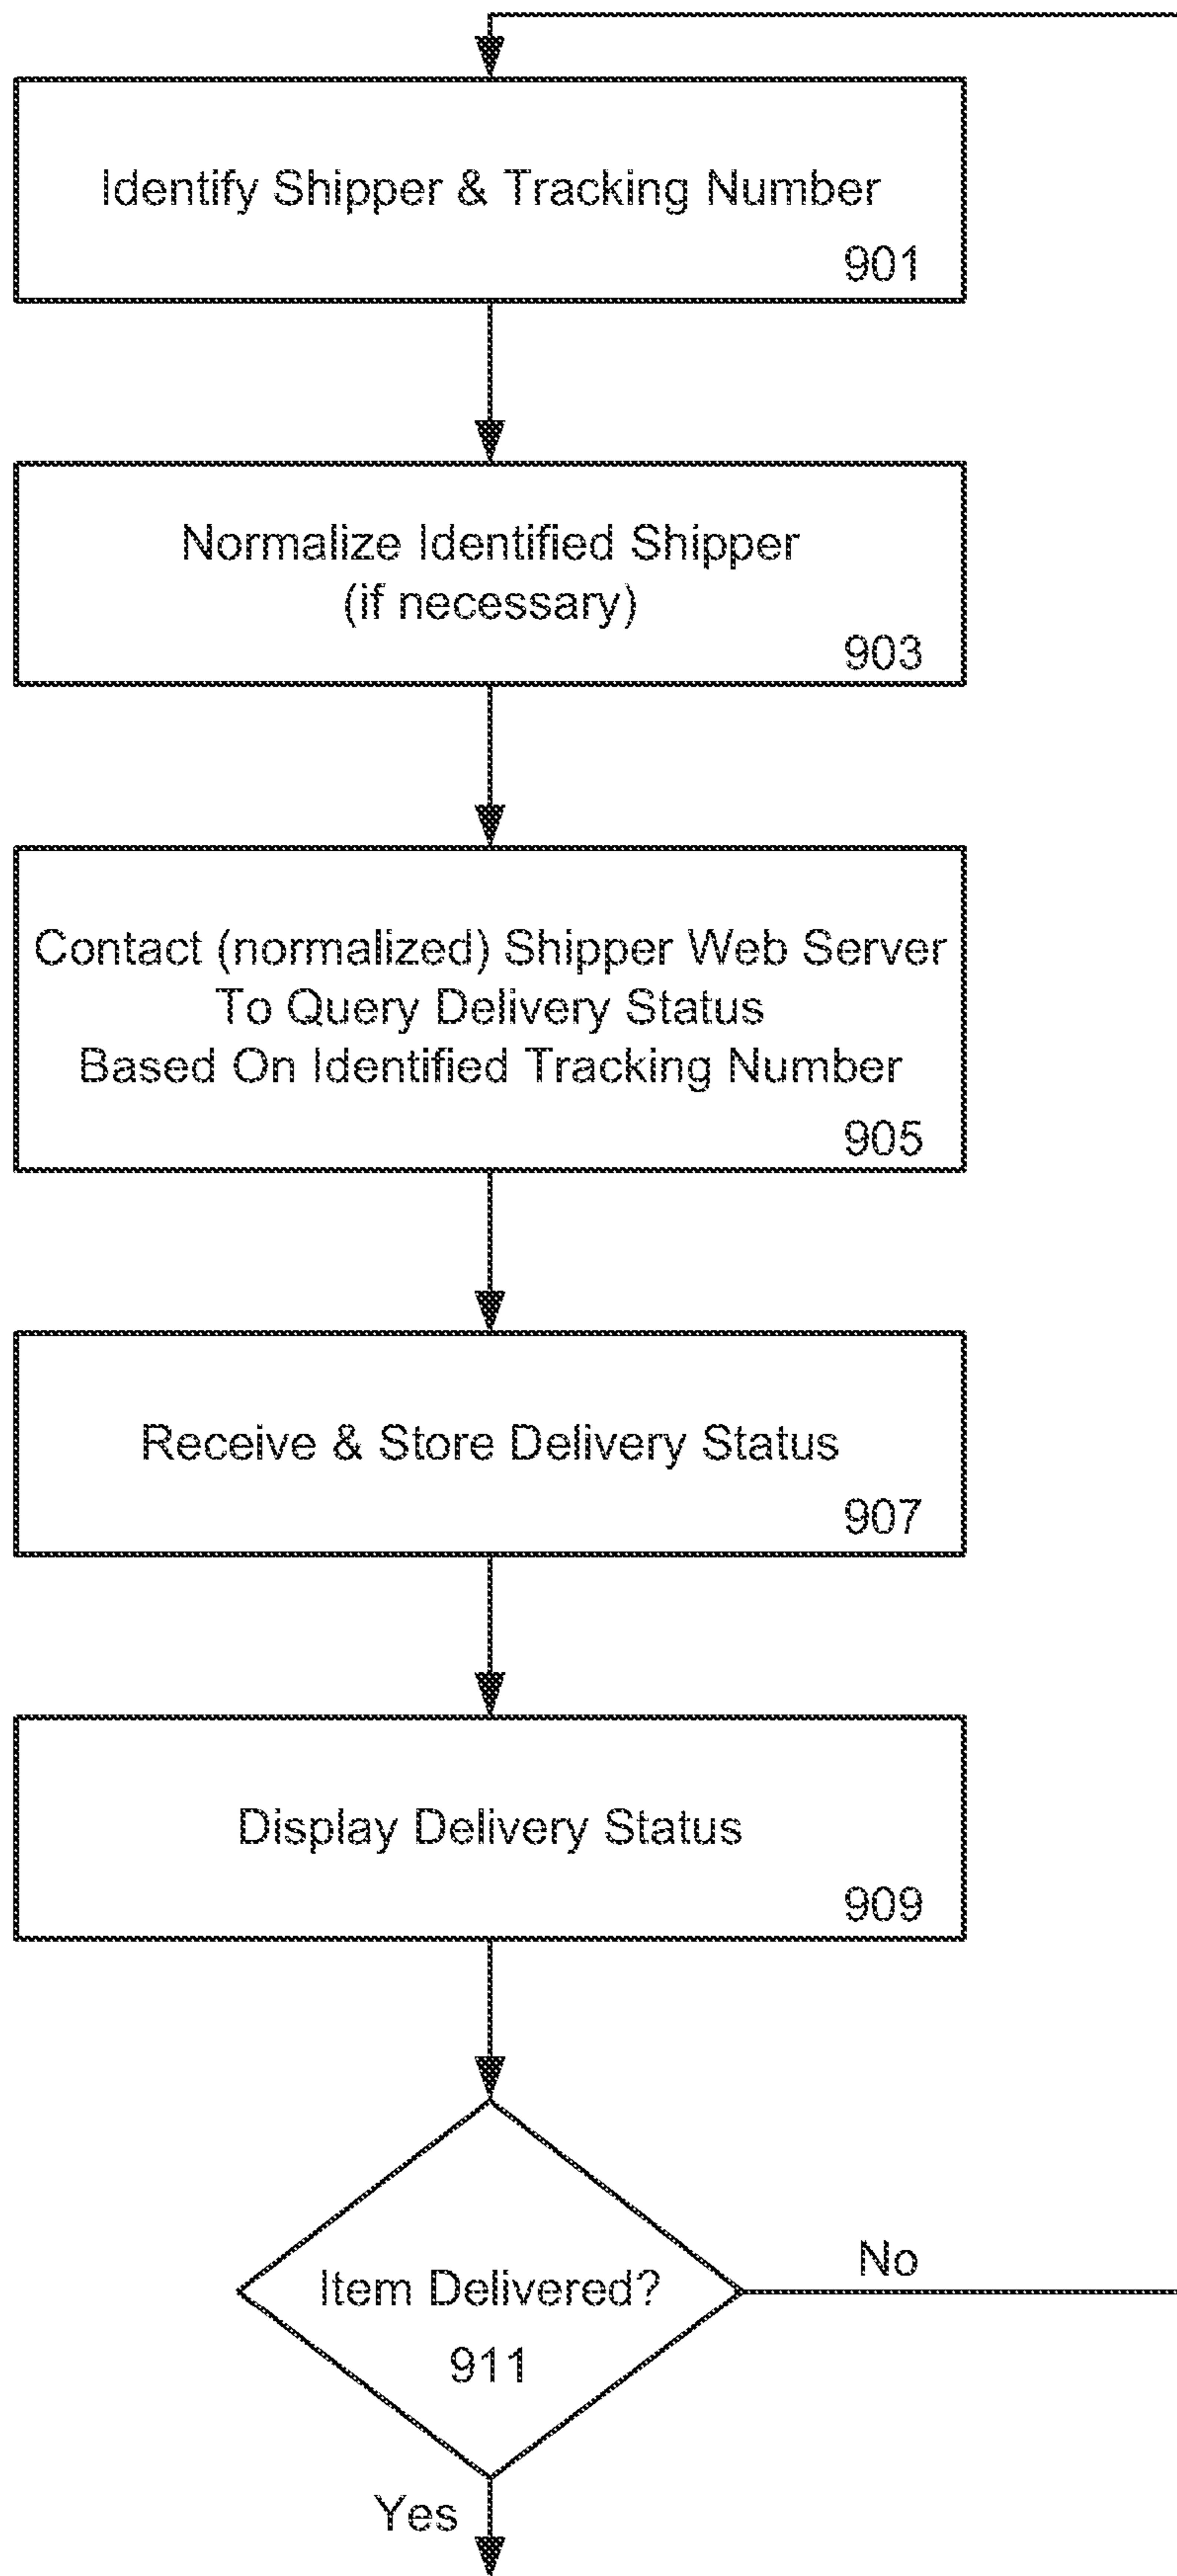 Identify Shipper & Tracking Number
901
Normalize Identified Shipper
(if necessary)
903
Contact (normalized) Shipper Web Server
To Query Delivery Status
Based On Identified Tracking Number
905
Receive & Store Delivery Status
907
Display Delivery Status
909
Item Delivered?
911
No
Yes